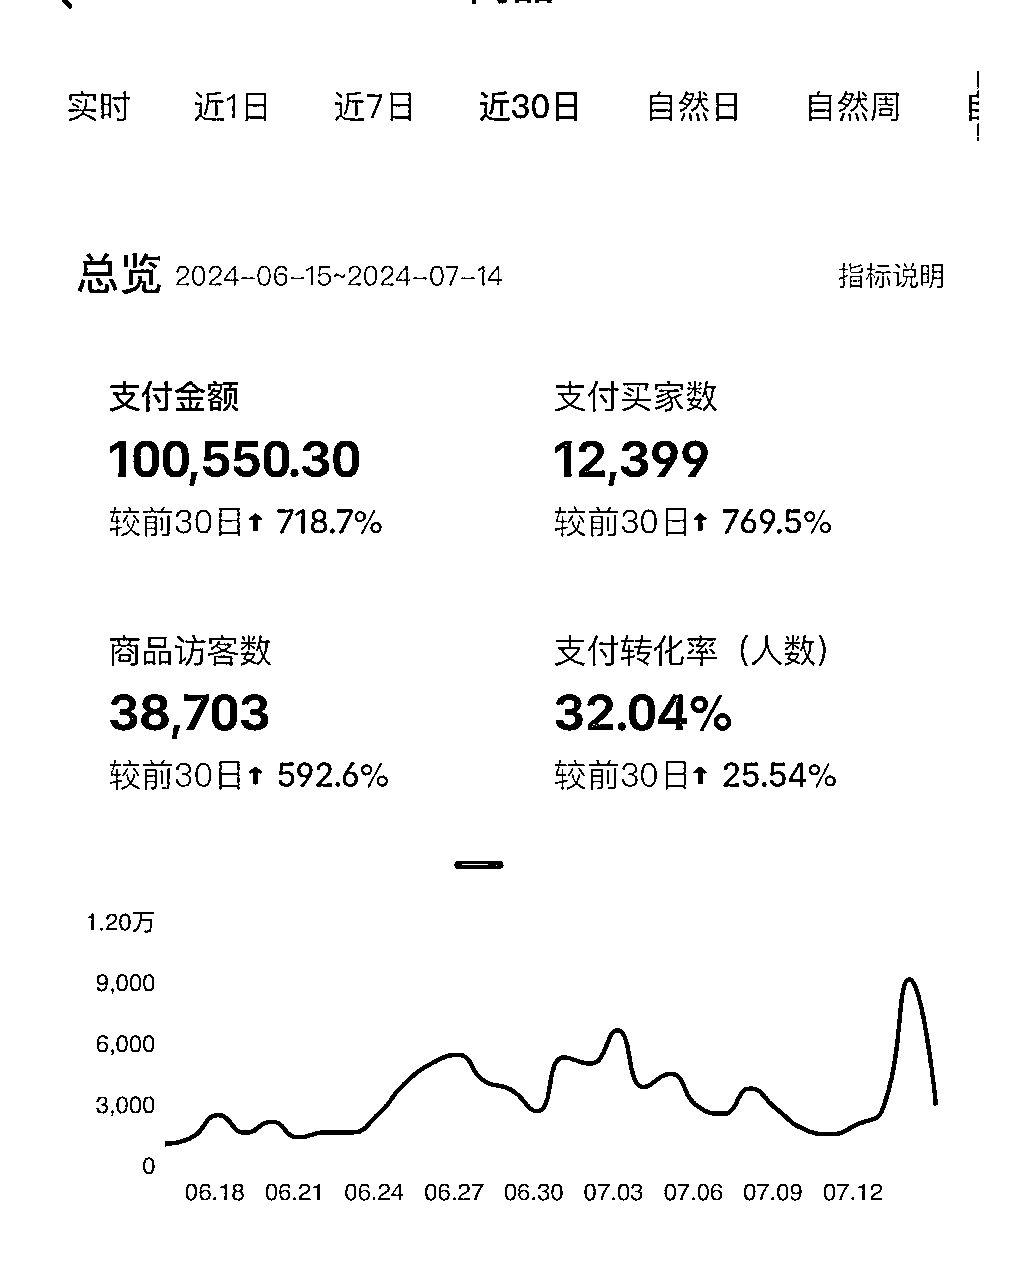 实时 近1日 近7日 近30日 自然日 自然周
总览 2024-06-15~2024-07-14 指标说明
支付金额 支付买家数
100,550.30 12,399
较前30日↑ 718.7% 较前30日↑ 769.5%
商品访客数 支付转化率（人数）
38,703 32.04%
较前30日↑ 592.6% 较前30日↑ 25.54%
1.20万
9,000
6,000
3,000
0
06.18 06.21 06.24 06.27 06.30 07.03 07.06 07.09 07.12